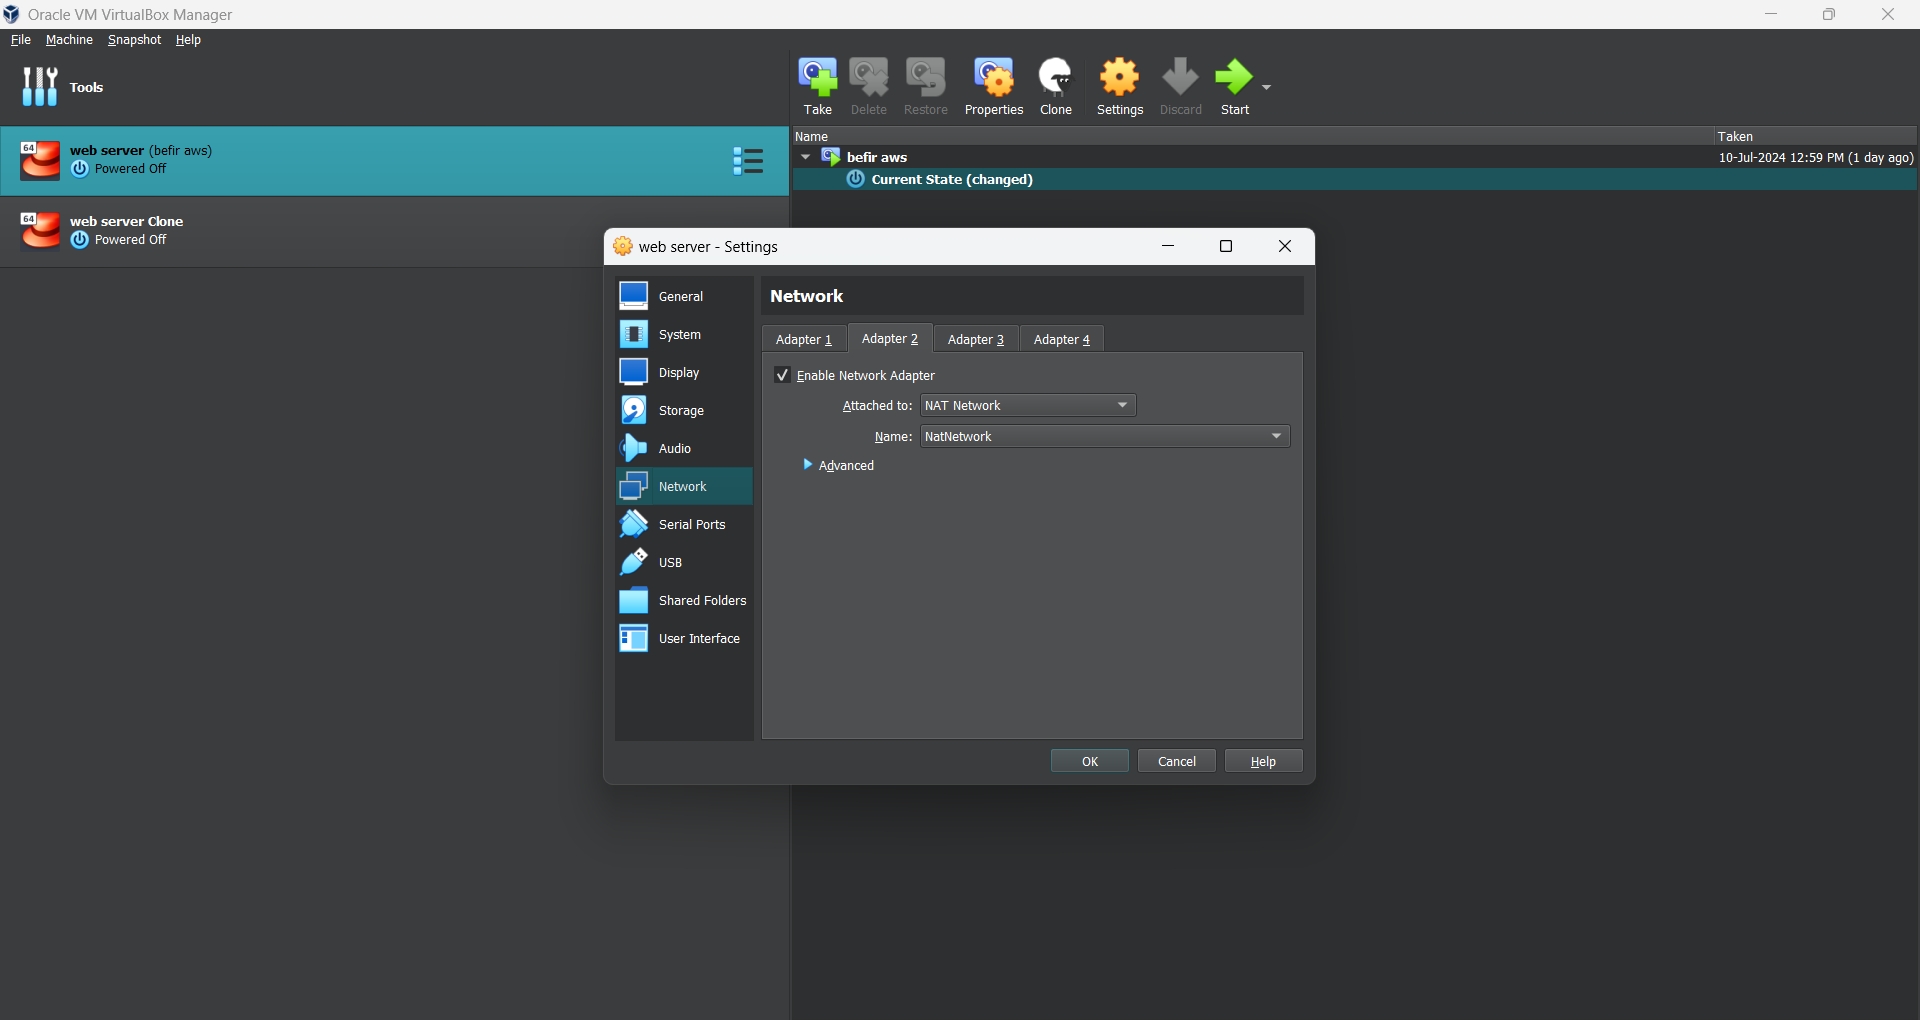 Oracle VM VirtualBox Manager
File Machine Snapshot Help
Tools
Take Delete Restore Properties Clone Settings Discard Start
64 web server (befir aws)
Powered Off
64 web server Clone
Powered Off
Name Taken
befir aws 10-Jul-2024 12:59 PM (1 day ago)
Current State (changed)
web server - Settings
General
System
Display
Storage
Audio
Network
Serial Ports
USB
Shared Folders
User Interface
Network
Adapter 1 Adapter 2 Adapter 3 Adapter 4
Enable Network Adapter
Attached to: NAT Network
Name: NatNetwork
Advanced
OK Cancel Help